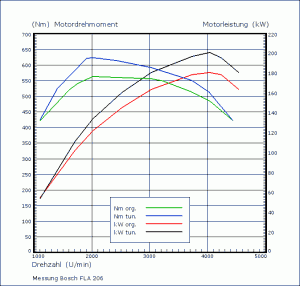 (Nm) Motordrehmoment Motorleistung (kW)
700 220
650 200
600 180
550 160
500
450 140
400 120
350 100
300
250 80
200 60
150 40
100
50 20
0 0
Nm org.
Nm tun.
kW org.
kW tun.
1000 2000 3000 4000 5000
Drehzahl (U/min)
Messung Bosch FLA 206